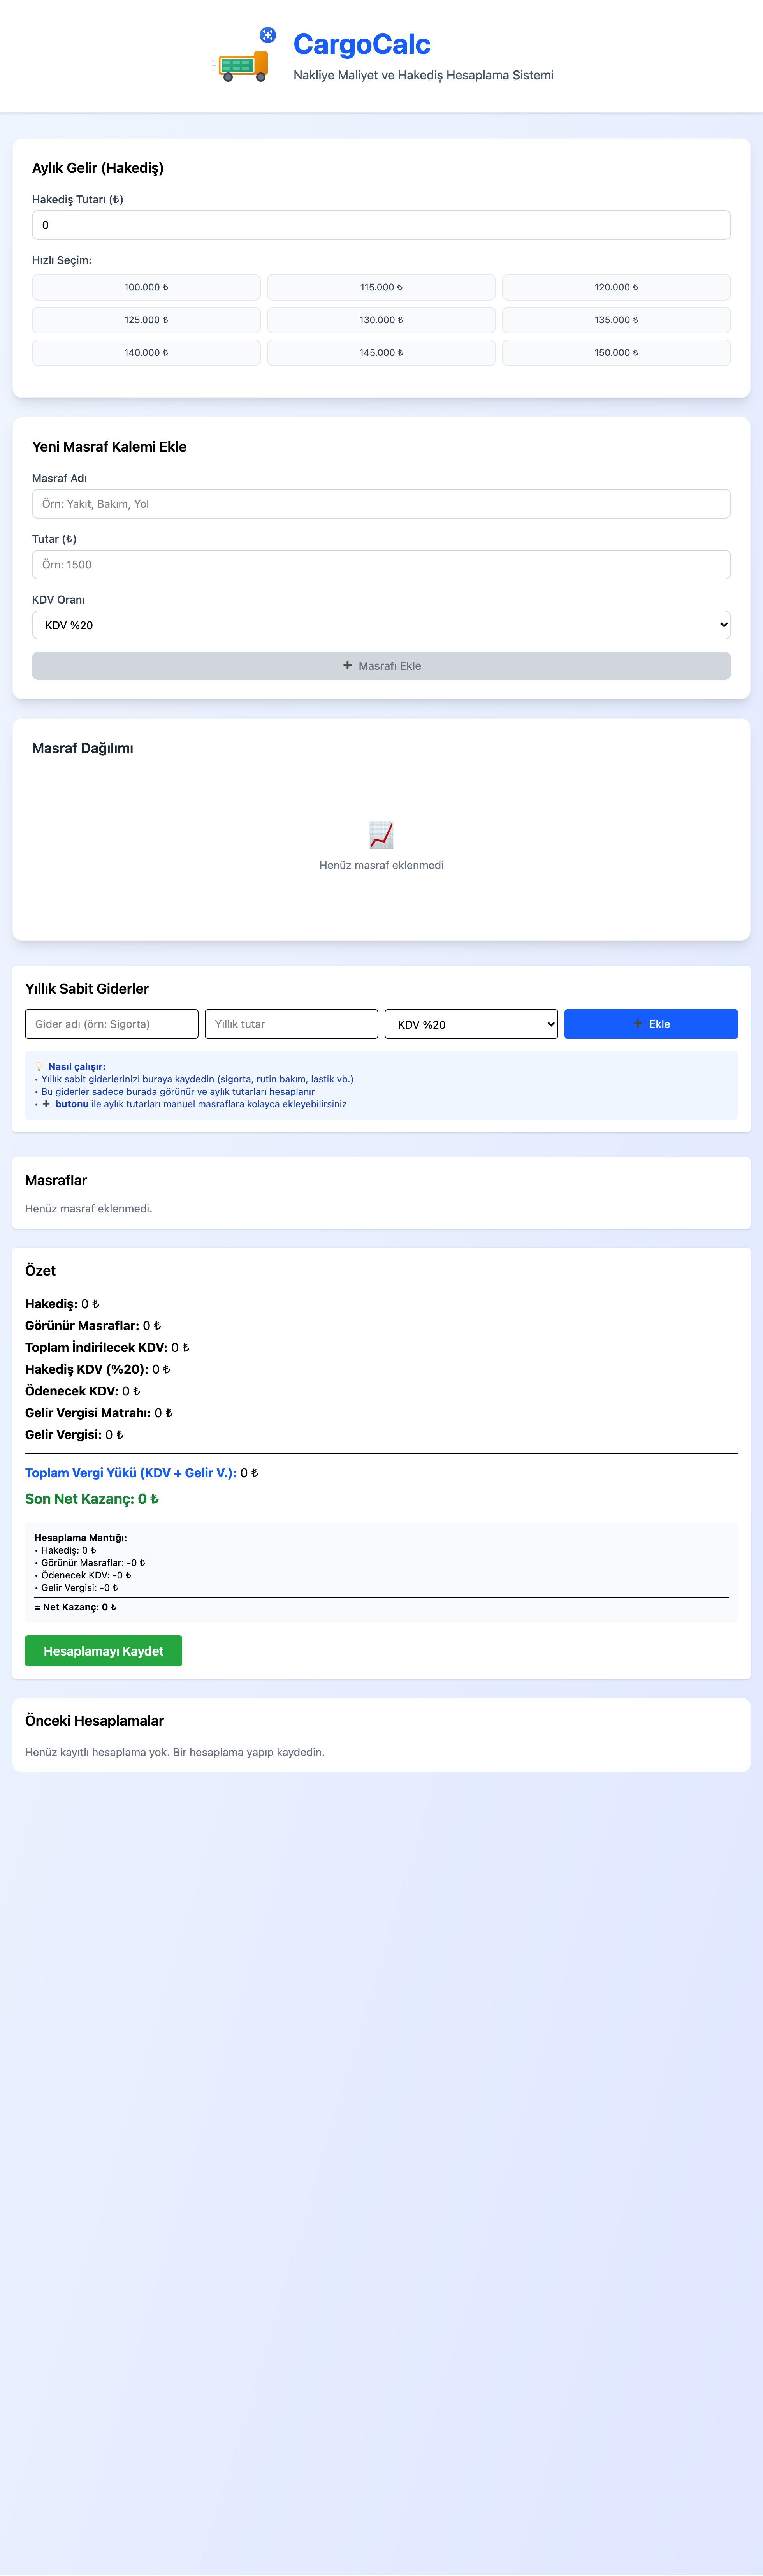 CargoCalc
Nakliye Maliyet ve Hakediş Hesaplama Sistemi
Aylık Gelir (Hakediş)
Hakediş Tutarı (₺)
0
Hızlı Seçim:
100.000 ₺
115.000 ₺
120.000 ₺
125.000 ₺
130.000 ₺
135.000 ₺
140.000 ₺
145.000 ₺
150.000 ₺
Yeni Masraf Kalemi Ekle
Masraf Adı
Örn: Yakıt, Bakım, Yol
Tutar (₺)
Örn: 1500
KDV Oranı
KDV %20
➕ Masrafı Ekle
Masraf Dağılımı
Henüz masraf eklenmedi
Yıllık Sabit Giderler
Gider adı (örn: Sigorta)
Yıllık tutar
KDV %20
➕ Ekle
💡 Nasıl çalışır:
• Yıllık sabit giderlerinizi buraya kaydedin (sigorta, rutin bakım, lastik vb.)
• Bu giderler sadece burada görünür ve aylık tutarları hesaplanır
• ➕ butonu ile aylık tutarları manuel masraflara kolayca ekleyebilirsiniz
Masraflar
Henüz masraf eklenmedi.
Özet
Hakediş: 0 ₺
Görünür Masraflar: 0 ₺
Toplam İndirilecek KDV: 0 ₺
Hakediş KDV (%20): 0 ₺
Ödenecek KDV: 0 ₺
Gelir Vergisi Matrahı: 0 ₺
Gelir Vergisi: 0 ₺
Toplam Vergi Yükü (KDV + Gelir V.): 0 ₺
Son Net Kazanç: 0 ₺
Hesaplama Mantığı:
• Hakediş: 0 ₺
• Görünür Masraflar: -0 ₺
• Ödenecek KDV: -0 ₺
• Gelir Vergisi: -0 ₺
= Net Kazanç: 0 ₺
Hesaplamayı Kaydet
Önceki Hesaplamalar
Henüz kayıtlı hesaplama yok. Bir hesaplama yapıp kaydedin.